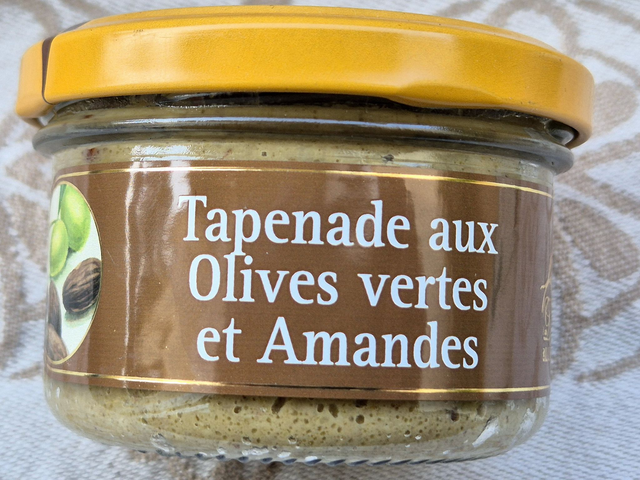 Tapenade aux
Olives vertes
et Amandes